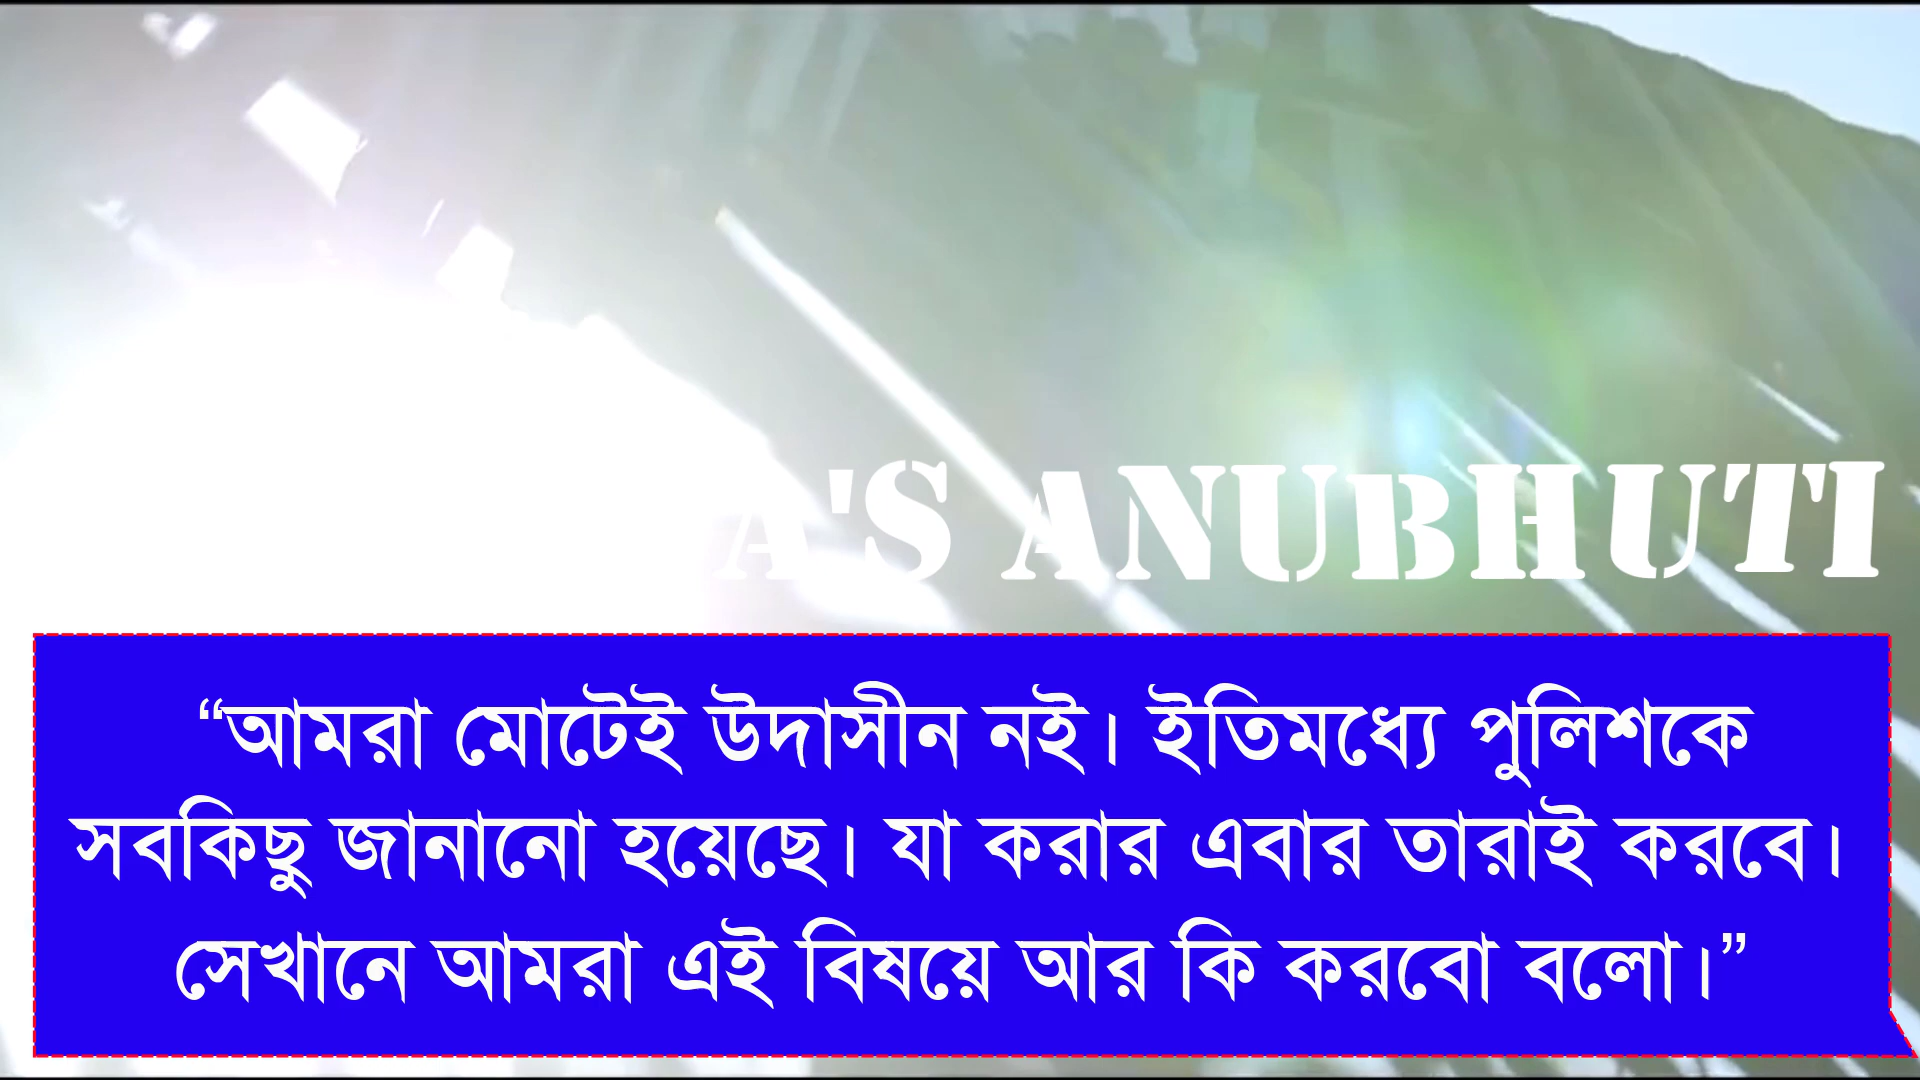 A'S ANUBHUTI
“আমরা মোটেই উদাসীন নই। ইতিমধ্যে পুলিশকে
সবকিছু জানানো হয়েছে। যা করার এবার তারাই করবে।
সেখানে আমরা এই বিষয়ে আর কি করবো বলো।”